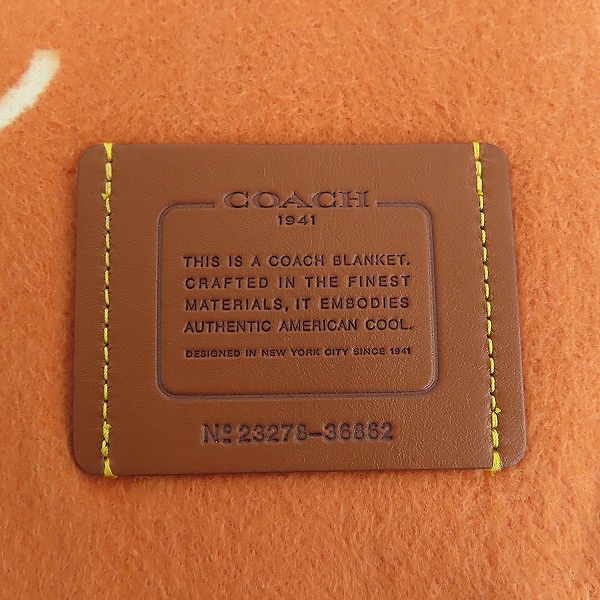 COACH
1941
THIS IS A COACH BLANKET.
CRAFTED IN THE FINEST
MATERIALS, IT EMBODIES
AUTHENTIC AMERICAN COOL.
DESIGNED IN NEW YORK CITY SINCE 1941
Nº 23278-36862